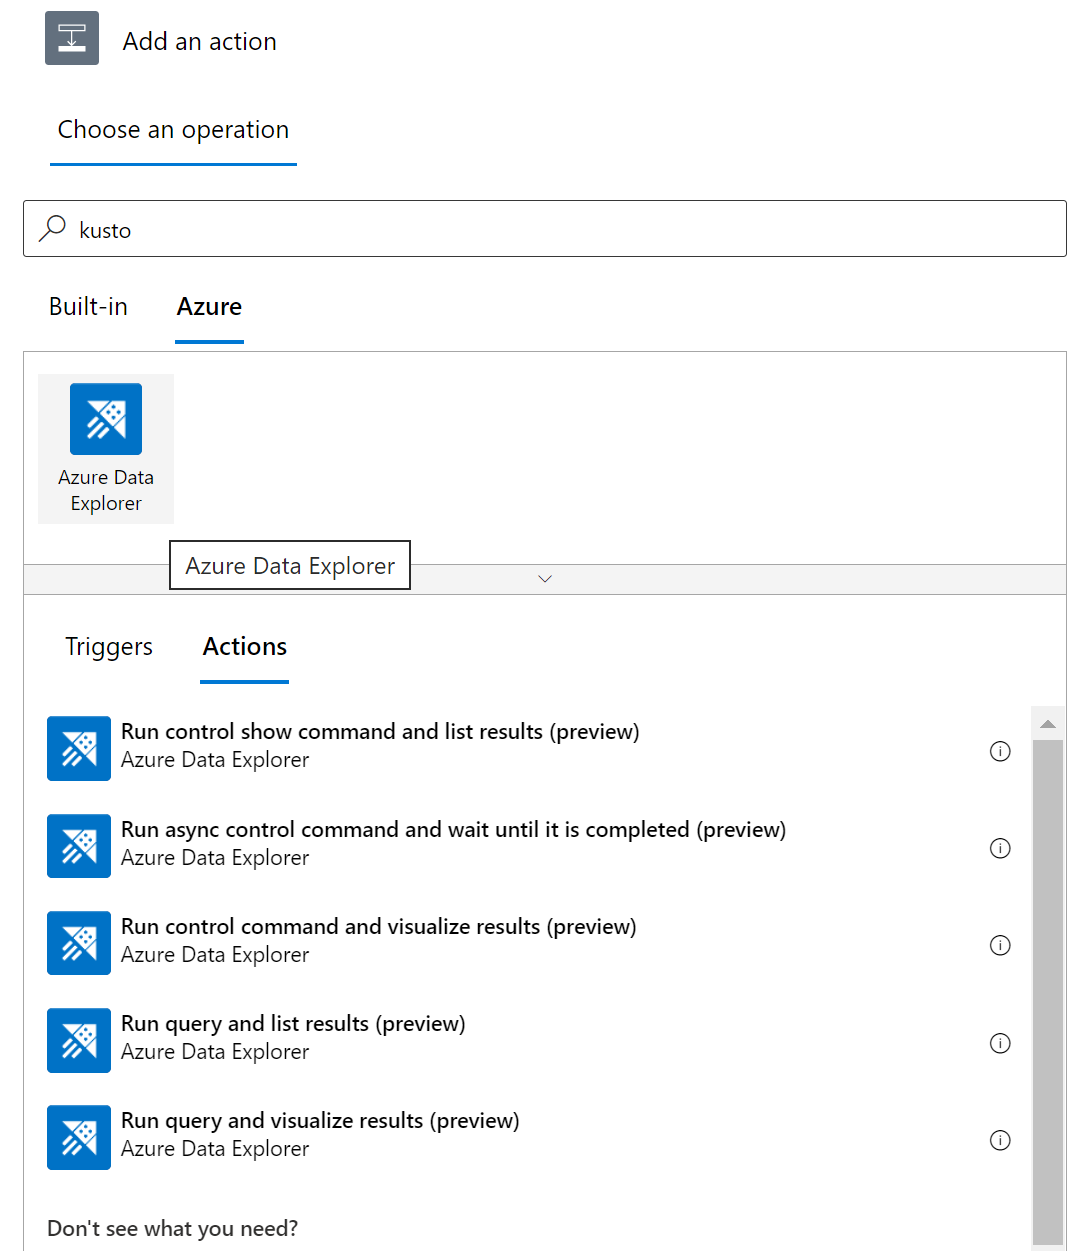 Add an action
Choose an operation
kusto
Built-in
Azure
Azure Data
Explorer
Azure Data Explorer
Triggers
Actions
Run control show command and list results (preview)
Azure Data Explorer
Run async control command and wait until it is completed (preview)
Azure Data Explorer
Run control command and visualize results (preview)
Azure Data Explorer
Run query and list results (preview)
Azure Data Explorer
Run query and visualize results (preview)
Azure Data Explorer
Don't see what you need?